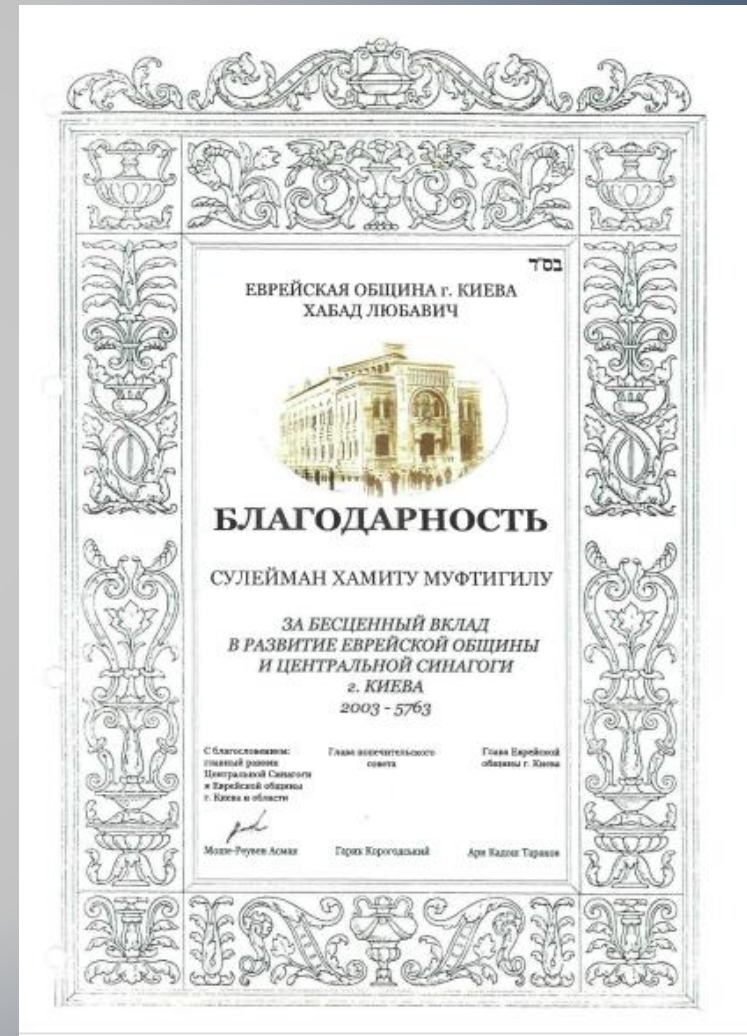 בס"ד
ЕВРЕЙСКАЯ ОБЩИНА г. КИЕВА
ХАБАД ЛЮБАВИЧ
БЛАГОДАРНОСТЬ
СУЛЕЙМАН ХАМИТУ МУФТИГИЛУ
ЗА БЕСЦЕННЫЙ ВКЛАД
В РАЗВИТИЕ ЕВРЕЙСКОЙ ОБЩИНЫ
И ЦЕНТРАЛЬНОЙ СИНАГОГИ
г. КИЕВА
2003 - 5763
С благословением:
главный раввин
Центральной Синагоги
и Еврейской общины
г. Киева и области
Моше-Реувен Асман
Глава попечительского
совета
Гарик Корогодський
Глава Еврейской
общины г. Киева
Ари Кадош Тараков